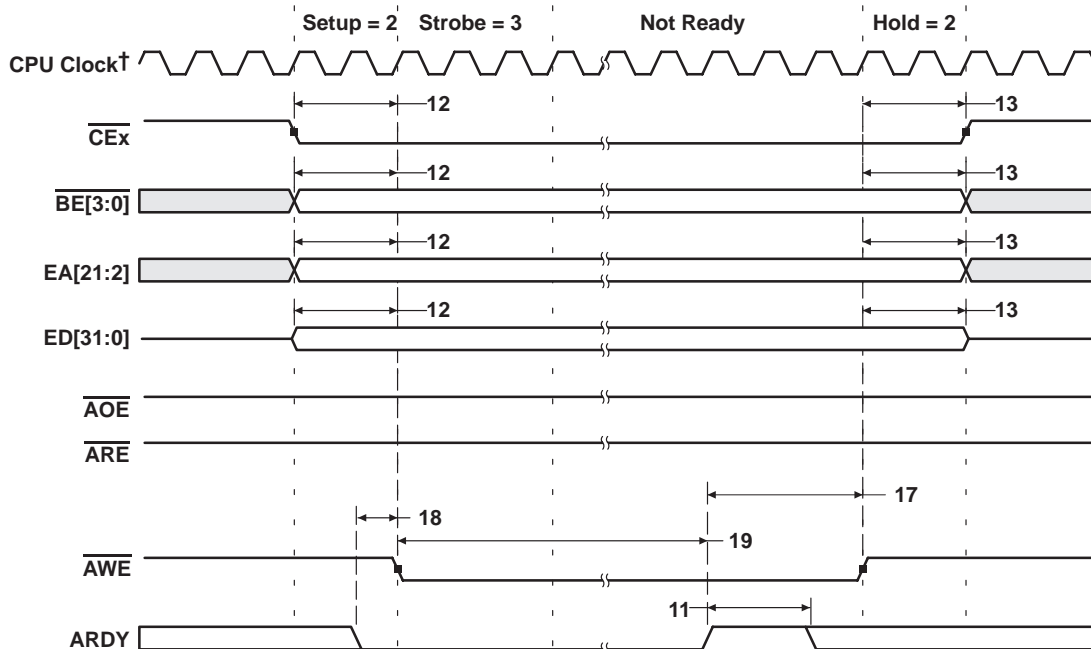 Setup = 2 Strobe = 3 Not Ready Hold = 2
CPU Clock†
12 13
CEx
12 13
BE[3:0]
12 13
EA[21:2]
12 13
ED[31:0]
AOE
ARE
17
18
19
AWE
11
ARDY